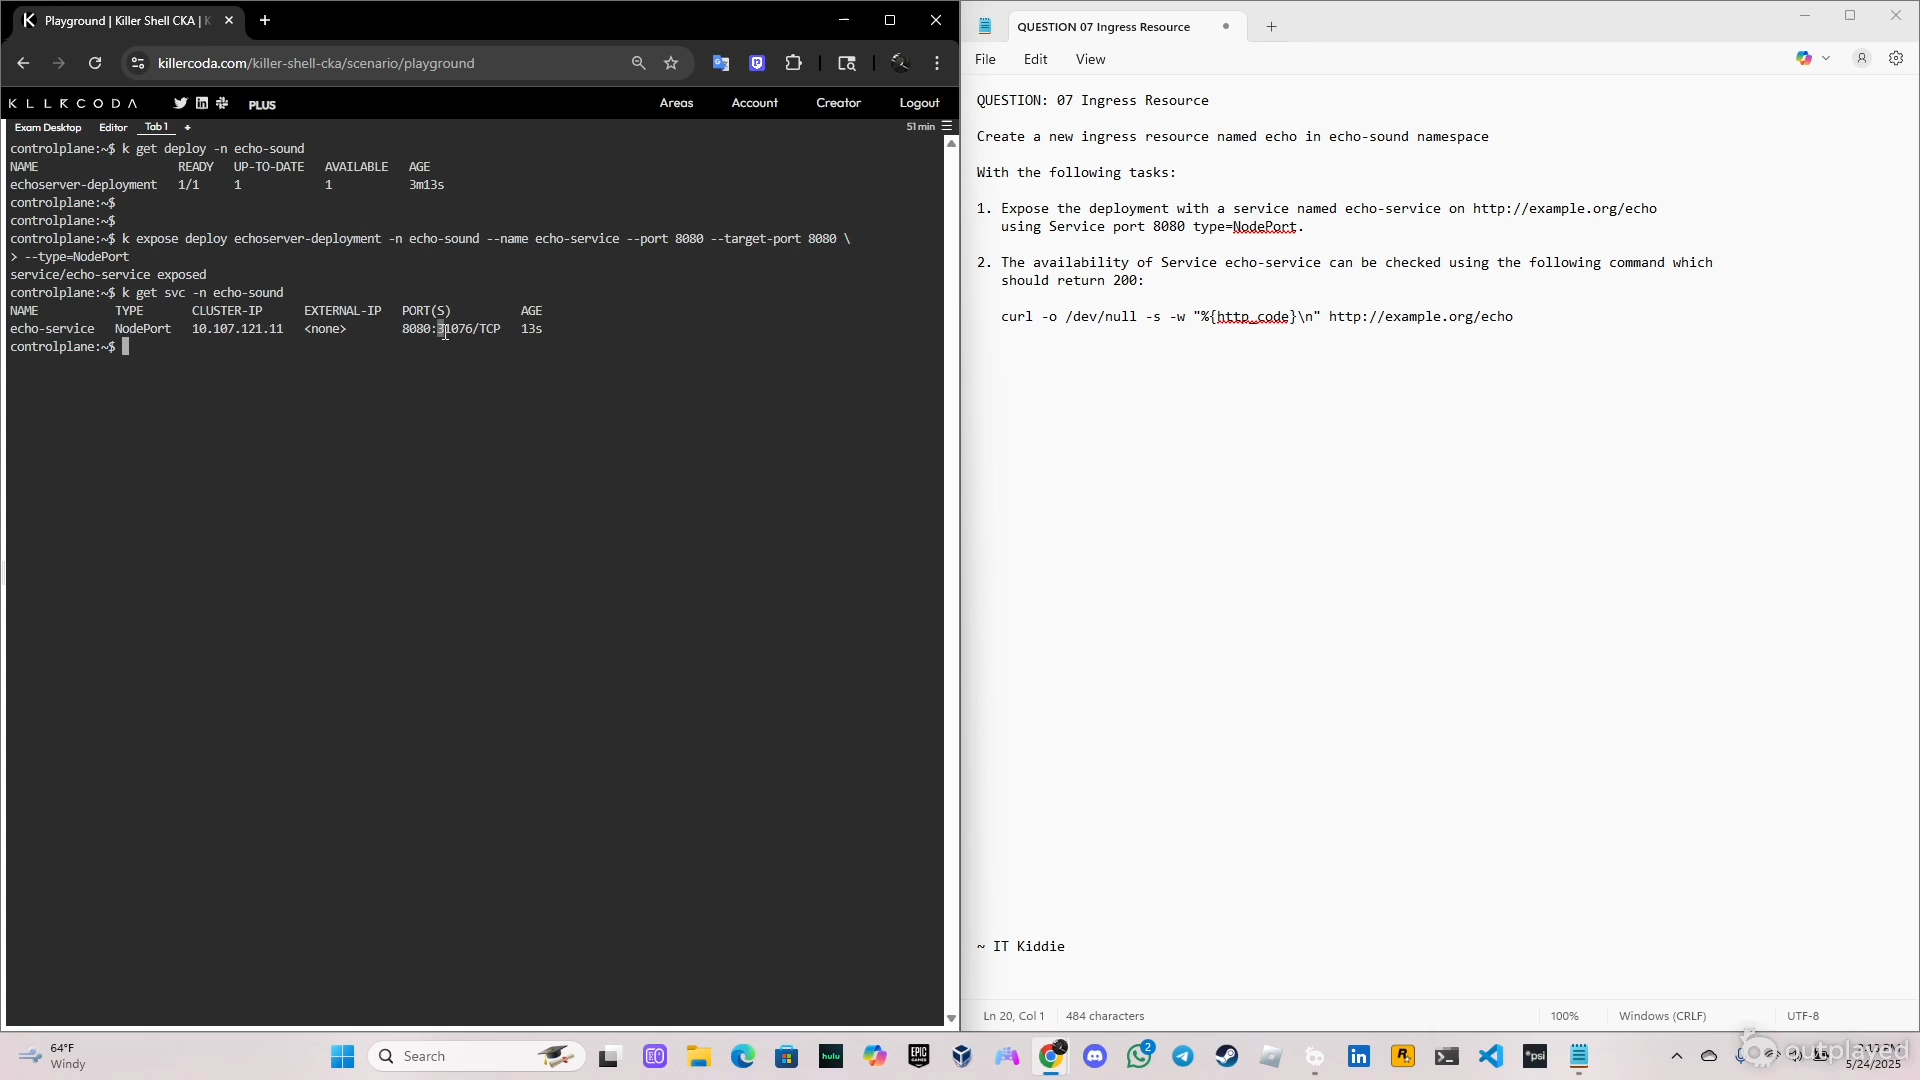 Playground | Killer Shell CKA | K
killercoda.com/killer-shell-cka/scenario/playground
KILLERCODA
PLUS
Areas
Account
Creator
Logout
Exam Desktop
Editor
Tab 1
+
51 min
controlplane:~$ k get deploy -n echo-sound
NAME READY UP-TO-DATE AVAILABLE AGE
echoserver-deployment 1/1 1 1 3m13s
controlplane:~$
controlplane:~$
controlplane:~$ k expose deploy echoserver-deployment -n echo-sound --name echo-service --port 8080 --target-port 8080 \
> --type=NodePort
service/echo-service exposed
controlplane:~$ k get svc -n echo-sound
NAME TYPE CLUSTER-IP EXTERNAL-IP PORT(S) AGE
echo-service NodePort 10.107.121.11 <none> 8080:31076/TCP 13s
controlplane:~$
QUESTION 07 Ingress Resource
File
Edit
View
QUESTION: 07 Ingress Resource
Create a new ingress resource named echo in echo-sound namespace
With the following tasks:
1. Expose the deployment with a service named echo-service on http://example.org/echo
using Service port 8080 type=NodePort.
2. The availability of Service echo-service can be checked using the following command which
should return 200:
curl -o /dev/null -s -w "%{http_code}\n" http://example.org/echo
~ IT Kiddie
Ln 20, Col 1
484 characters
100%
Windows (CRLF)
UTF-8
64°F
Windy
Search
hulu
EPIC GAMES
2
*psi
outplayed
5/24/2025